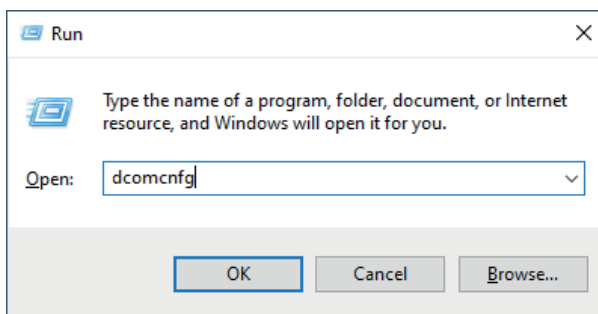 Run
Type the name of a program, folder, document, or Internet
resource, and Windows will open it for you.
Open: dcomcnfg
OK Cancel Browse...